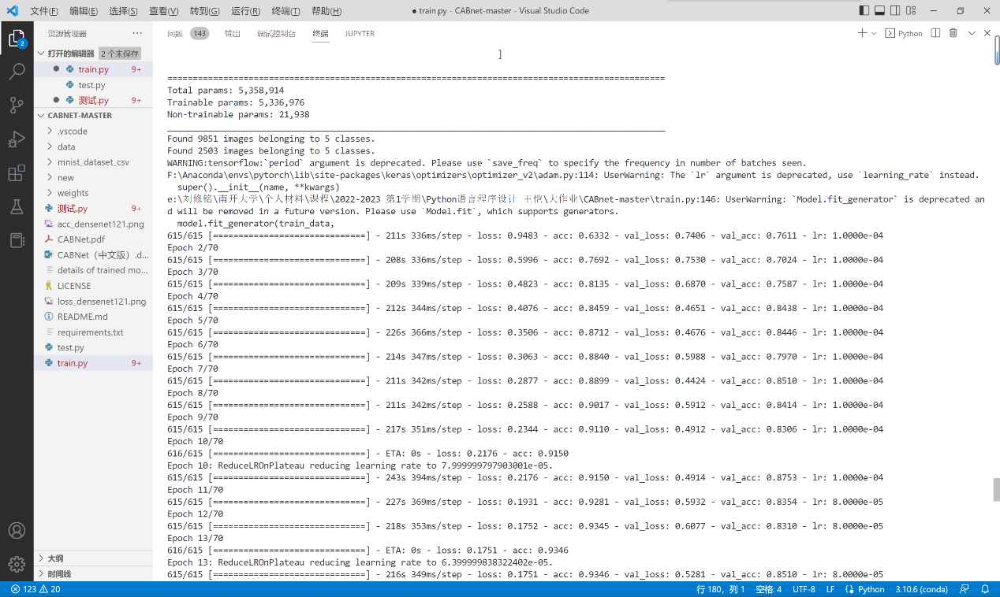 文件(F) 编辑(E) 选择(S) 查看(V) 转到(G) 运行(R) 终端(T) 帮助(H) ● train.py - CABnet-master - Visual Studio Code
资源管理器 ···
打开的编辑器 2 个未保存
train.py 9+
test.py
测试.py 9+
CABNET-MASTER
.vscode
data
mnist_dataset_csv
new
weights
测试.py 9+
acc_densenet121.png
CABNet.pdf
CABNet（中文版）.d...
details of trained mo...
LICENSE
loss_densenet121.png
README.md
requirements.txt
test.py
train.py 9+
大纲
时间线
2
问题 143 输出 调试控制台 终端 JUPYTER Python
]
==================================================================================================
Total params: 5,358,914
Trainable params: 5,336,976
Non-trainable params: 21,938
__________________________________________________________________________________________________
Found 9851 images belonging to 5 classes.
Found 2503 images belonging to 5 classes.
WARNING:tensorflow:`period` argument is deprecated. Please use `save_freq` to specify the frequency in number of batches seen.
F:\Anaconda\envs\pytorch\lib\site-packages\keras\optimizers\optimizer_v2\adam.py:114: UserWarning: The `lr` argument is deprecated, use `learning_rate` instead.
super().__init__(name, **kwargs)
e:\刘修铭\南开大学\个人材料\课程\2022-2023 第1学期\Python语言程序设计 王恺\大作业\CABnet-master\train.py:146: UserWarning: `Model.fit_generator` is deprecated an
d will be removed in a future version. Please use `Model.fit`, which supports generators.
model.fit_generator(train_data,
615/615 [==============================] - 211s 336ms/step - loss: 0.9483 - acc: 0.6332 - val_loss: 0.7406 - val_acc: 0.7611 - lr: 1.0000e-04
Epoch 2/70
615/615 [==============================] - 208s 336ms/step - loss: 0.5996 - acc: 0.7692 - val_loss: 0.7530 - val_acc: 0.7024 - lr: 1.0000e-04
Epoch 3/70
615/615 [==============================] - 209s 339ms/step - loss: 0.4823 - acc: 0.8135 - val_loss: 0.6070 - val_acc: 0.7587 - lr: 1.0000e-04
Epoch 4/70
615/615 [==============================] - 212s 344ms/step - loss: 0.4076 - acc: 0.8459 - val_loss: 0.4651 - val_acc: 0.8438 - lr: 1.0000e-04
Epoch 5/70
615/615 [==============================] - 226s 366ms/step - loss: 0.3506 - acc: 0.8712 - val_loss: 0.4676 - val_acc: 0.8446 - lr: 1.0000e-04
Epoch 6/70
615/615 [==============================] - 214s 347ms/step - loss: 0.3063 - acc: 0.8840 - val_loss: 0.5988 - val_acc: 0.7970 - lr: 1.0000e-04
Epoch 7/70
615/615 [==============================] - 211s 342ms/step - loss: 0.2877 - acc: 0.8899 - val_loss: 0.4424 - val_acc: 0.8510 - lr: 1.0000e-04
Epoch 8/70
615/615 [==============================] - 211s 342ms/step - loss: 0.2588 - acc: 0.9017 - val_loss: 0.5912 - val_acc: 0.8414 - lr: 1.0000e-04
Epoch 9/70
615/615 [==============================] - 217s 351ms/step - loss: 0.2344 - acc: 0.9110 - val_loss: 0.4912 - val_acc: 0.8306 - lr: 1.0000e-04
Epoch 10/70
616/615 [==============================] - ETA: 0s - loss: 0.2176 - acc: 0.9150
Epoch 10: ReduceLROnPlateau reducing learning rate to 7.999999797903001e-05.
615/615 [==============================] - 243s 394ms/step - loss: 0.2176 - acc: 0.9150 - val_loss: 0.4914 - val_acc: 0.8753 - lr: 1.0000e-04
Epoch 11/70
615/615 [==============================] - 227s 369ms/step - loss: 0.1931 - acc: 0.9281 - val_loss: 0.5932 - val_acc: 0.8354 - lr: 8.0000e-05
Epoch 12/70
615/615 [==============================] - 218s 353ms/step - loss: 0.1752 - acc: 0.9345 - val_loss: 0.6077 - val_acc: 0.8310 - lr: 8.0000e-05
Epoch 13/70
616/615 [==============================] - ETA: 0s - loss: 0.1751 - acc: 0.9346
Epoch 13: ReduceLROnPlateau reducing learning rate to 6.399999838322402e-05.
615/615 [==============================] - 216s 349ms/step - loss: 0.1751 - acc: 0.9346 - val_loss: 0.5281 - val_acc: 0.8510 - lr: 8.0000e-05
123 20 行 180, 列 1 空格: 4 UTF-8 LF Python 3.10.6 (conda)